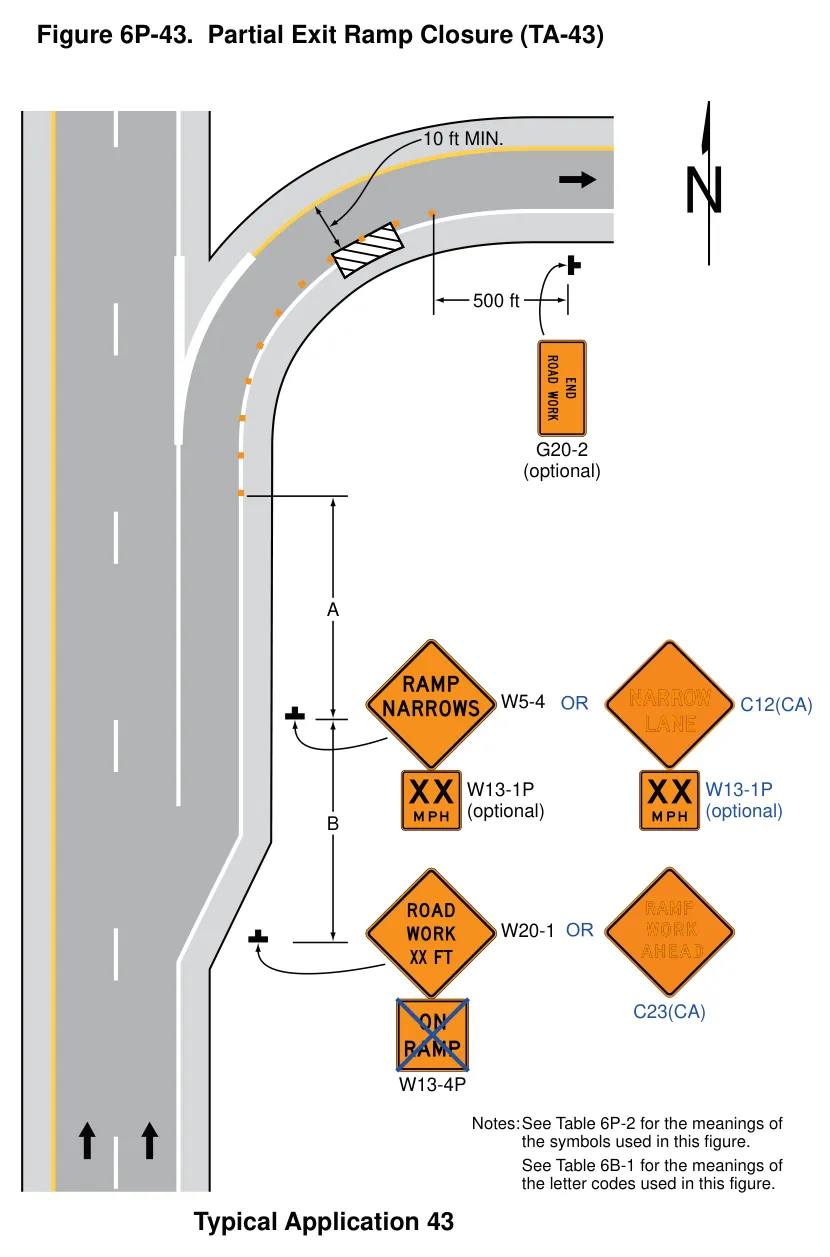 Figure 6P-43. Partial Exit Ramp Closure (TA-43)
10 ft MIN.
N
500 ft
END
ROAD WORK
G20-2
(optional)
A
RAMP
NARROWS
W5-4
OR
NARROW
LANE
C12(CA)
XX
MPH
W13-1P
(optional)
XX
MPH
W13-1P
(optional)
B
ROAD
WORK
XX FT
W20-1
OR
RAMP
WORK
AHEAD
C23(CA)
ON
RAMP
W13-4P
Notes: See Table 6P-2 for the meanings of
the symbols used in this figure.
See Table 6B-1 for the meanings of
the letter codes used in this figure.
Typical Application 43